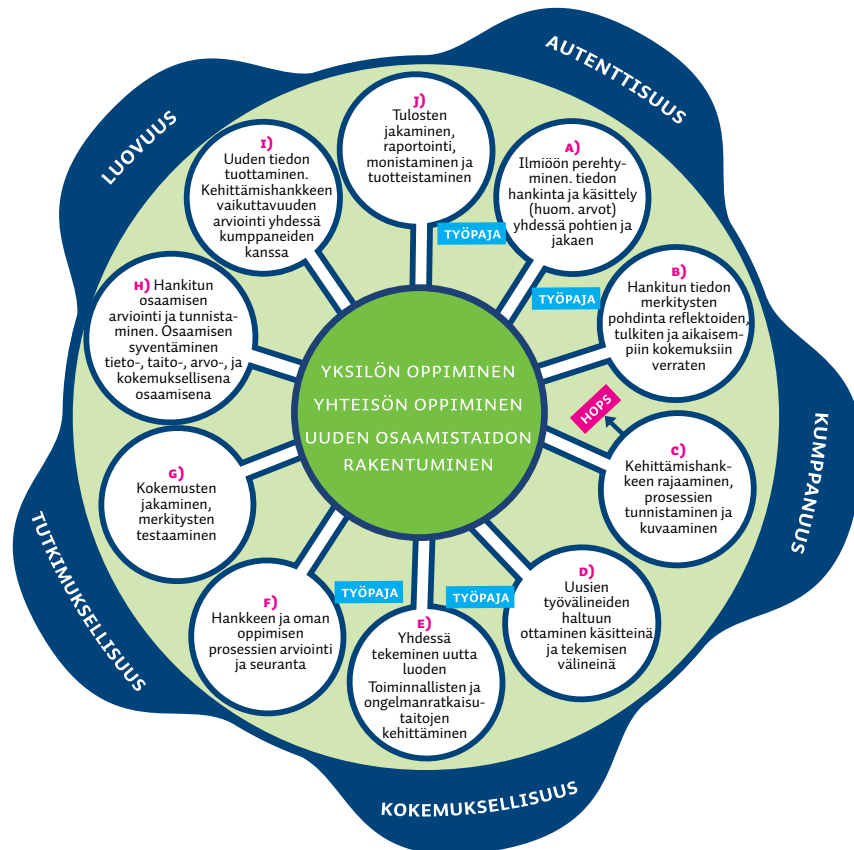 AUTENTTISUUS
LUOVUUS
KUMPPANUUS
KOKEMUKSELLISUUS
TUTKIMUKSELLISUUS
J)
Tulosten
jakaminen,
raportointi,
monistaminen ja
tuotteistaminen
A)
Ilmiöön perehty-
minen. tiedon
hankinta ja käsittely
(huom. arvot)
yhdessä pohtien ja
jakaen
TYÖPAJA
B)
Hankitun tiedon
merkitysten
pohdinta reflektoiden,
tulkiten ja aikaisem-
piin kokemuksiin
verraten
TYÖPAJA
HOPS
C)
Kehittämishank-
keen rajaaminen,
prosessien
tunnistaminen ja
kuvaaminen
D)
Uusien
työvälineiden
haltuun
ottaminen käsitteinä
ja tekemisen
välineinä
TYÖPAJA
E)
Yhdessä
tekeminen uutta
luoden
Toiminnallisten ja
ongelmanratkaisu-
taitojen
kehittäminen
TYÖPAJA
F)
Hankkeen ja oman
oppimisen
prosessien arviointi
ja seuranta
G)
Kokemusten
jakaminen,
merkitysten
testaaminen
H) Hankitun
osaamisen
arviointi ja tunnista-
minen. Osaamisen
syventäminen
tieto-, taito-, arvo-, ja
kokemuksellisena
osaamisena
I)
Uuden tiedon
tuottaminen.
Kehittämishankkeen
vaikuttavuuden
arviointi yhdessä
kumppaneiden
kanssa
YKSILÖN OPPIMINEN
YHTEISÖN OPPIMINEN
UUDEN OSAAMISTAIDON
RAKENTUMINEN